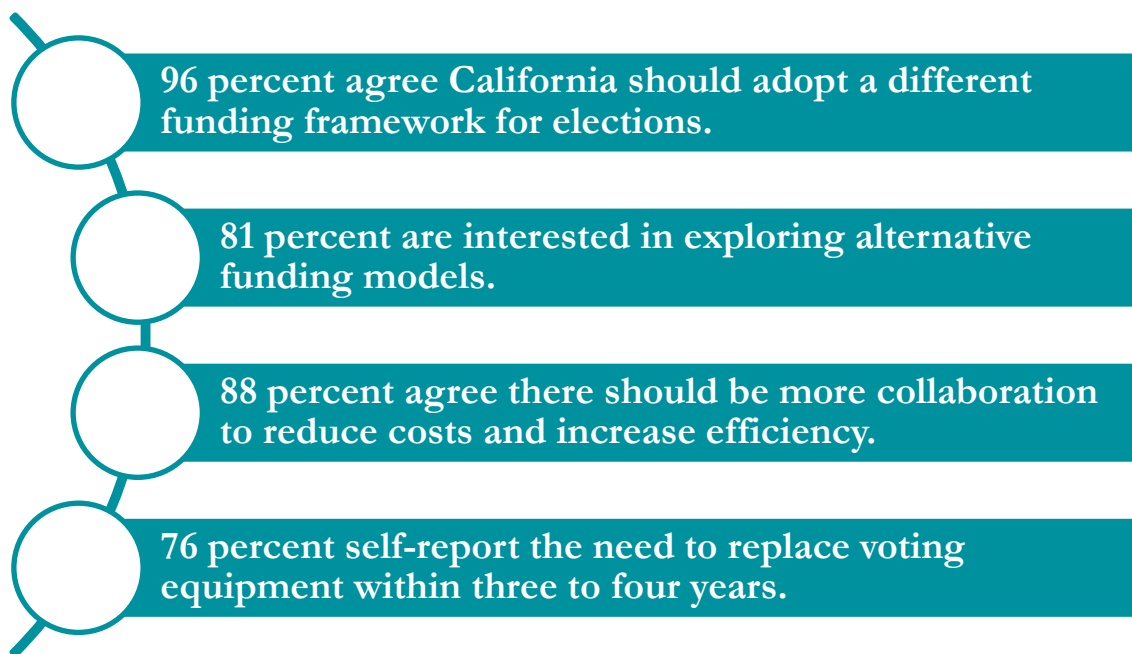 96 percent agree California should adopt a different
funding framework for elections.
81 percent are interested in exploring alternative
funding models.
88 percent agree there should be more collaboration
to reduce costs and increase efficiency.
76 percent self-report the need to replace voting
equipment within three to four years.